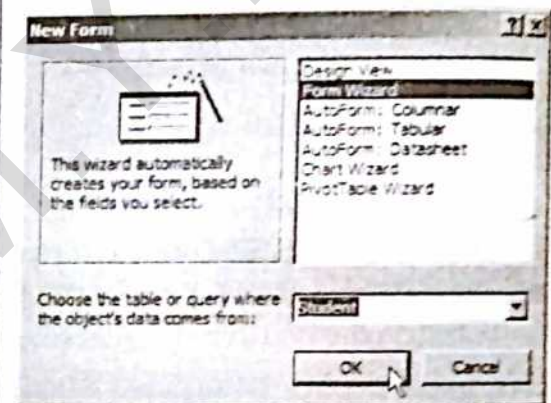 New Form
Design View
Form Wizard
AutoForm: Columnar
AutoForm: Tabular
AutoForm: Datasheet
Chart Wizard
PivotTable Wizard
This wizard automatically
creates your form, based on
the fields you select.
Choose the table or query where
the object's data comes from:
Student
OK
Cancel